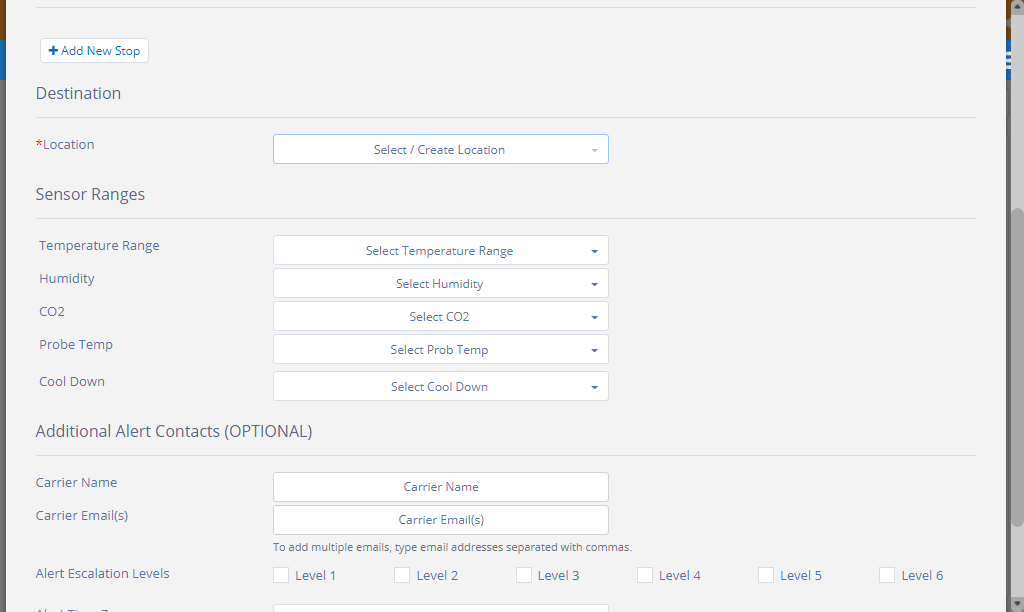 Add New Stop
Destination
*Location
Select / Create Location
Sensor Ranges
Temperature Range
Select Temperature Range
Humidity
Select Humidity
CO2
Select CO2
Probe Temp
Select Prob Temp
Cool Down
Select Cool Down
Additional Alert Contacts (OPTIONAL)
Carrier Name
Carrier Name
Carrier Email(s)
Carrier Email(s)
To add multiple emails, type email addresses separated with commas.
Alert Escalation Levels
Level 1
Level 2
Level 3
Level 4
Level 5
Level 6